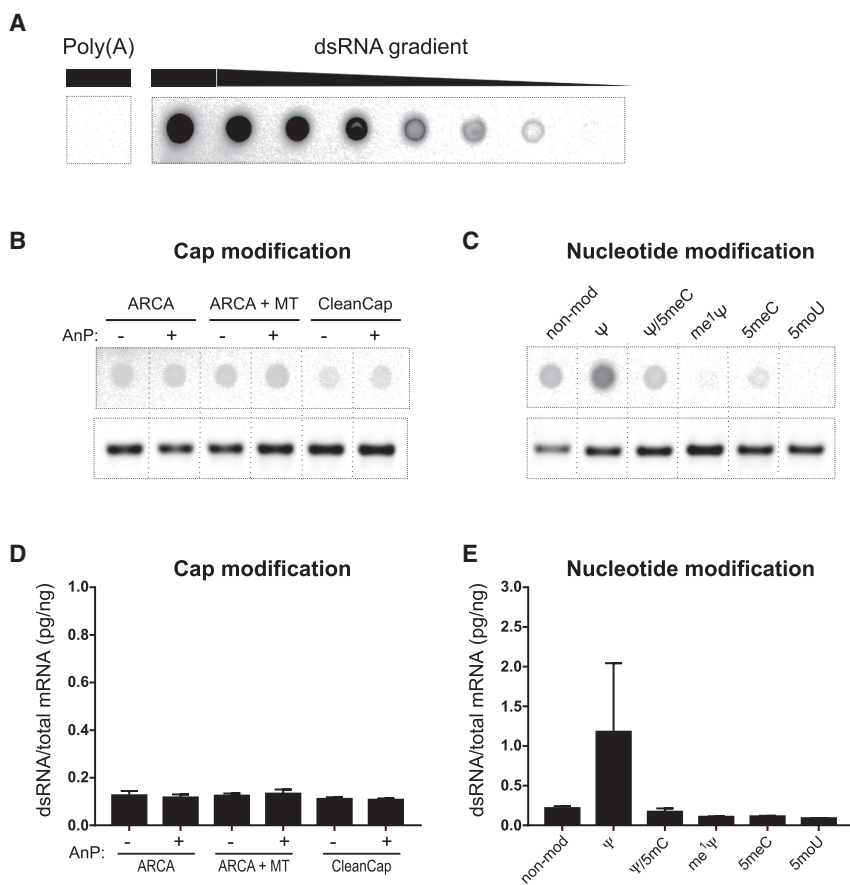 A
Poly(A) dsRNA gradient
B
Cap modification
ARCA ARCA + MT CleanCap
AnP: - + - + - +
C
Nucleotide modification
non-mod Ψ Ψ/5meC me¹Ψ 5meC 5moU
D
Cap modification
dsRNA/total mRNA (pg/ng)
1.0
0.8
0.6
0.4
0.2
0.0
AnP: - + - + - +
ARCA ARCA + MT CleanCap
E
Nucleotide modification
dsRNA/total mRNA (pg/ng)
3.0
2.5
2.0
1.5
1.0
0.5
0.0
non-mod Ψ Ψ/5mC me¹Ψ 5meC 5moU